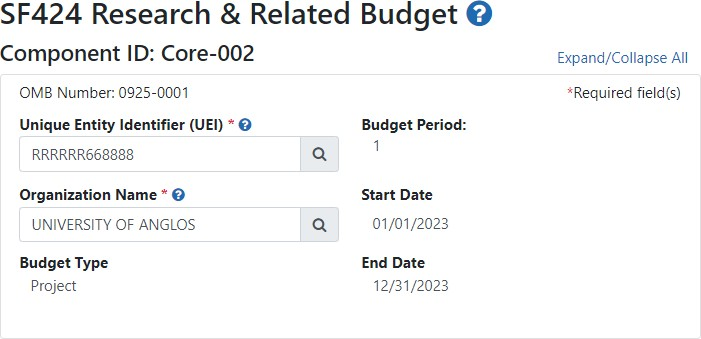 SF424 Research & Related Budget ?
Component ID: Core-002
Expand/Collapse All
OMB Number: 0925-0001
*Required field(s)
Unique Entity Identifier (UEI) * ?
Budget Period:
RRRRRR668888
1
Organization Name * ?
Start Date
UNIVERSITY OF ANGLOS
01/01/2023
Budget Type
End Date
Project
12/31/2023